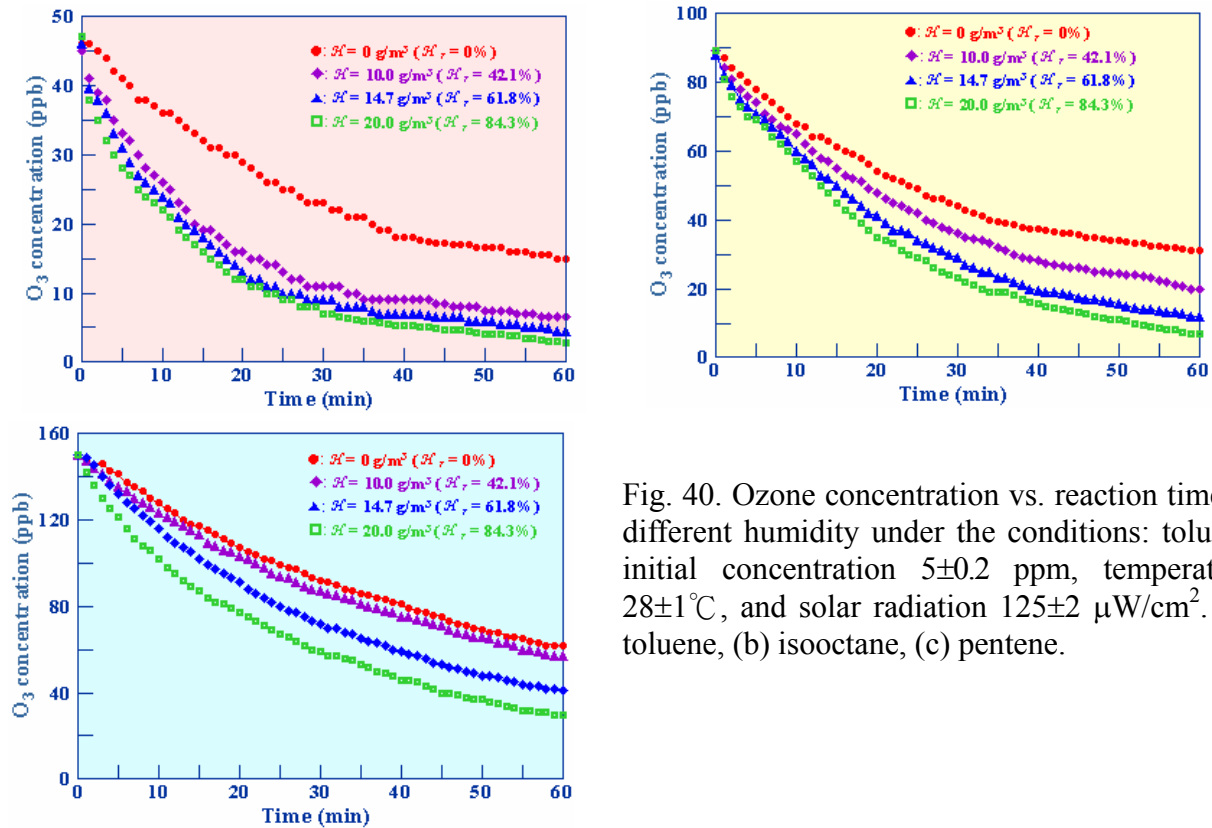 50
40
30
20
10
0
O3 concentration (ppb)
●: ℋ = 0 g/m³ (ℋr = 0%)
◆: ℋ = 10.0 g/m³ (ℋr = 42.1%)
▲: ℋ = 14.7 g/m³ (ℋr = 61.8%)
□: ℋ = 20.0 g/m³ (ℋr = 84.3%)
0 10 20 30 40 50 60
Time (min)
100
80
60
40
20
0
O3 concentration (ppb)
●: ℋ = 0 g/m³ (ℋr = 0%)
◆: ℋ = 10.0 g/m³ (ℋr = 42.1%)
▲: ℋ = 14.7 g/m³ (ℋr = 61.8%)
□: ℋ = 20.0 g/m³ (ℋr = 84.3%)
0 10 20 30 40 50 60
Time (min)
160
120
80
40
0
O3 concentration (ppb)
●: ℋ = 0 g/m³ (ℋr = 0%)
◆: ℋ = 10.0 g/m³ (ℋr = 42.1%)
◆: ℋ = 14.7 g/m³ (ℋr = 61.8%)
□: ℋ = 20.0 g/m³ (ℋr = 84.3%)
0 10 20 30 40 50 60
Time (min)
Fig. 40. Ozone concentration vs. reaction time
different humidity under the conditions: tolu
initial concentration 5±0.2 ppm, temperat
28±1℃, and solar radiation 125±2 μW/cm².
toluene, (b) isooctane, (c) pentene.